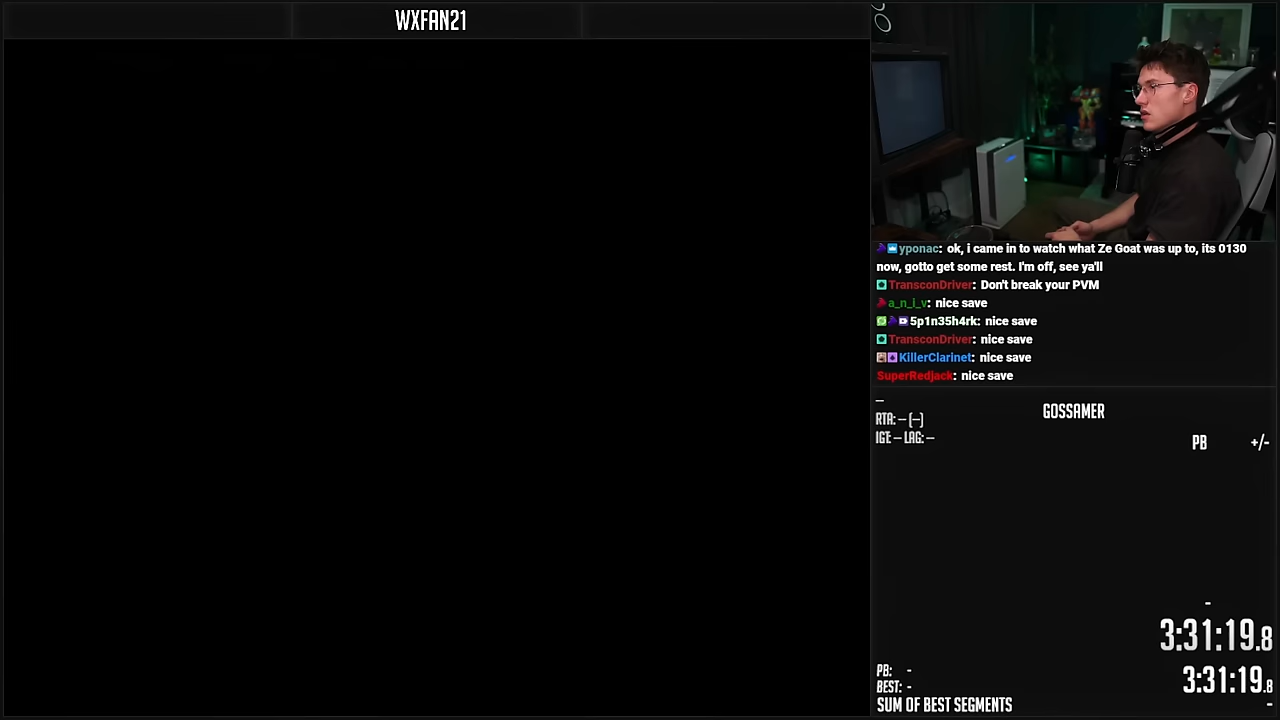 WXFAN21
yponac: ok, i came in to watch what Ze Goat was up to, its 0130
now, gotto get some rest. I'm off, see ya'll
TransconDriver: Don't break your PVM
a_n_i_v: nice save
5p1n35h4rk: nice save
TransconDriver: nice save
KillerClarinet: nice save
SuperRedjack: nice save
—
GOSSAMER
RTA: — (—)
IGT: — LAG: —
PB +/-
-
3:31:19.8
PB: -
3:31:19.8
BEST: -
SUM OF BEST SEGMENTS -